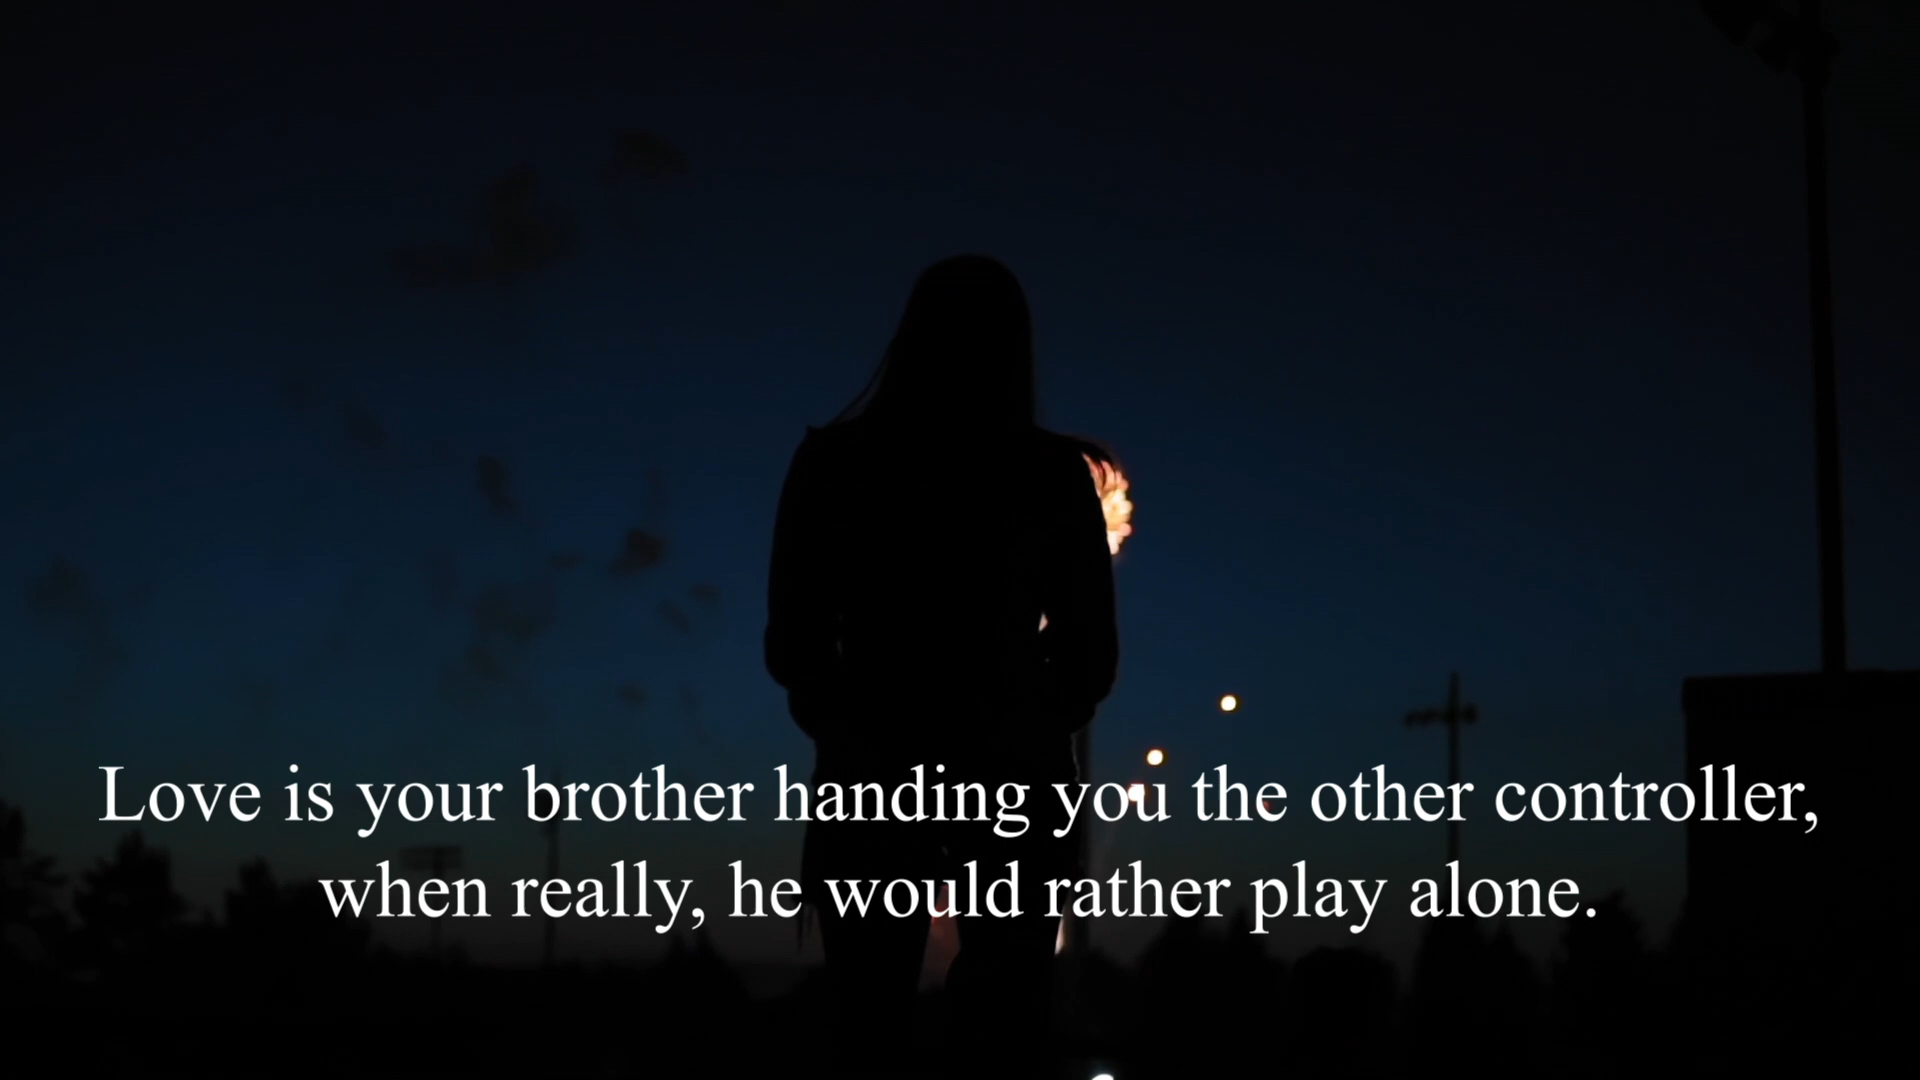 Love is your brother handing you the other controller,
when really, he would rather play alone.